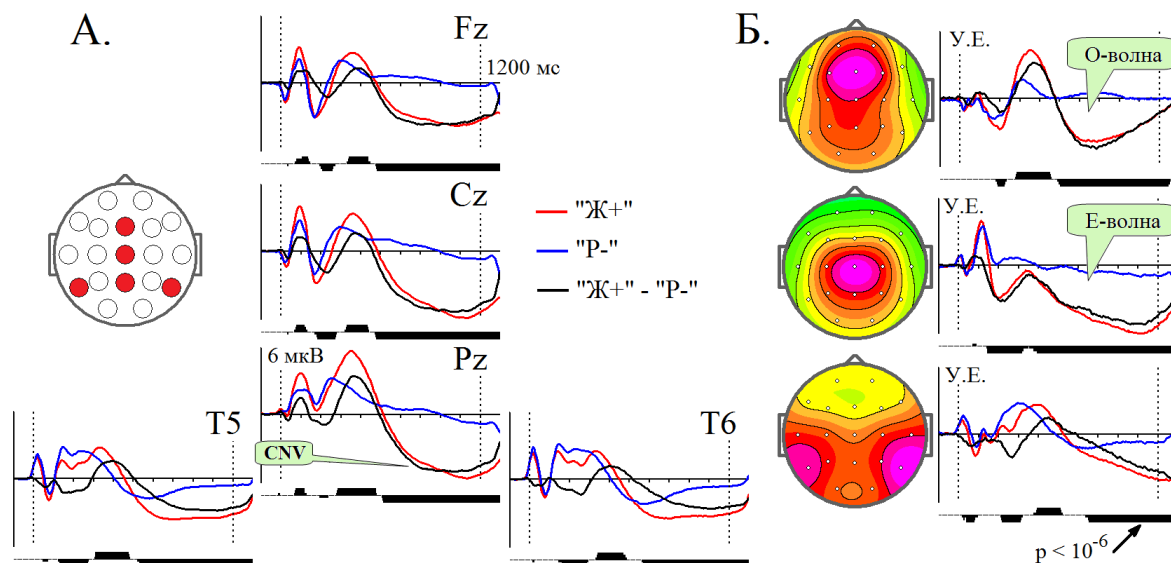 А.
Fz
1200 мс
Cz
"Ж+"
"Р-"
"Ж+" - "Р-"
6 мкВ
Pz
T5
CNV
T6
Б.
У.Е.
О-волна
У.Е.
Е-волна
У.Е.
p < 10⁻⁶